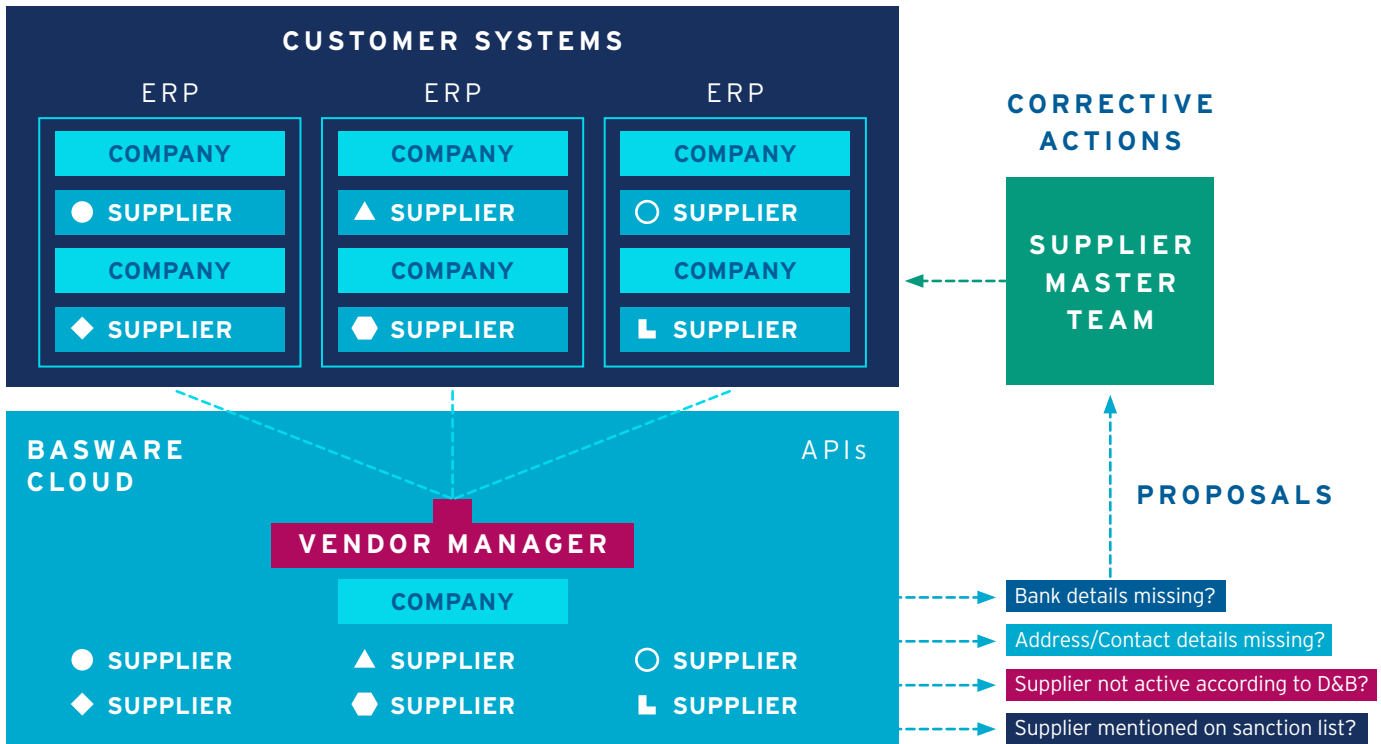 CUSTOMER SYSTEMS
ERP
ERP
ERP
COMPANY
COMPANY
COMPANY
SUPPLIER
SUPPLIER
SUPPLIER
COMPANY
COMPANY
COMPANY
SUPPLIER
SUPPLIER
SUPPLIER
CORRECTIVE
ACTIONS
SUPPLIER
MASTER
TEAM
BASWARE
CLOUD
APIs
VENDOR MANAGER
COMPANY
SUPPLIER
SUPPLIER
SUPPLIER
SUPPLIER
SUPPLIER
SUPPLIER
PROPOSALS
Bank details missing?
Address/Contact details missing?
Supplier not active according to D&B?
Supplier mentioned on sanction list?